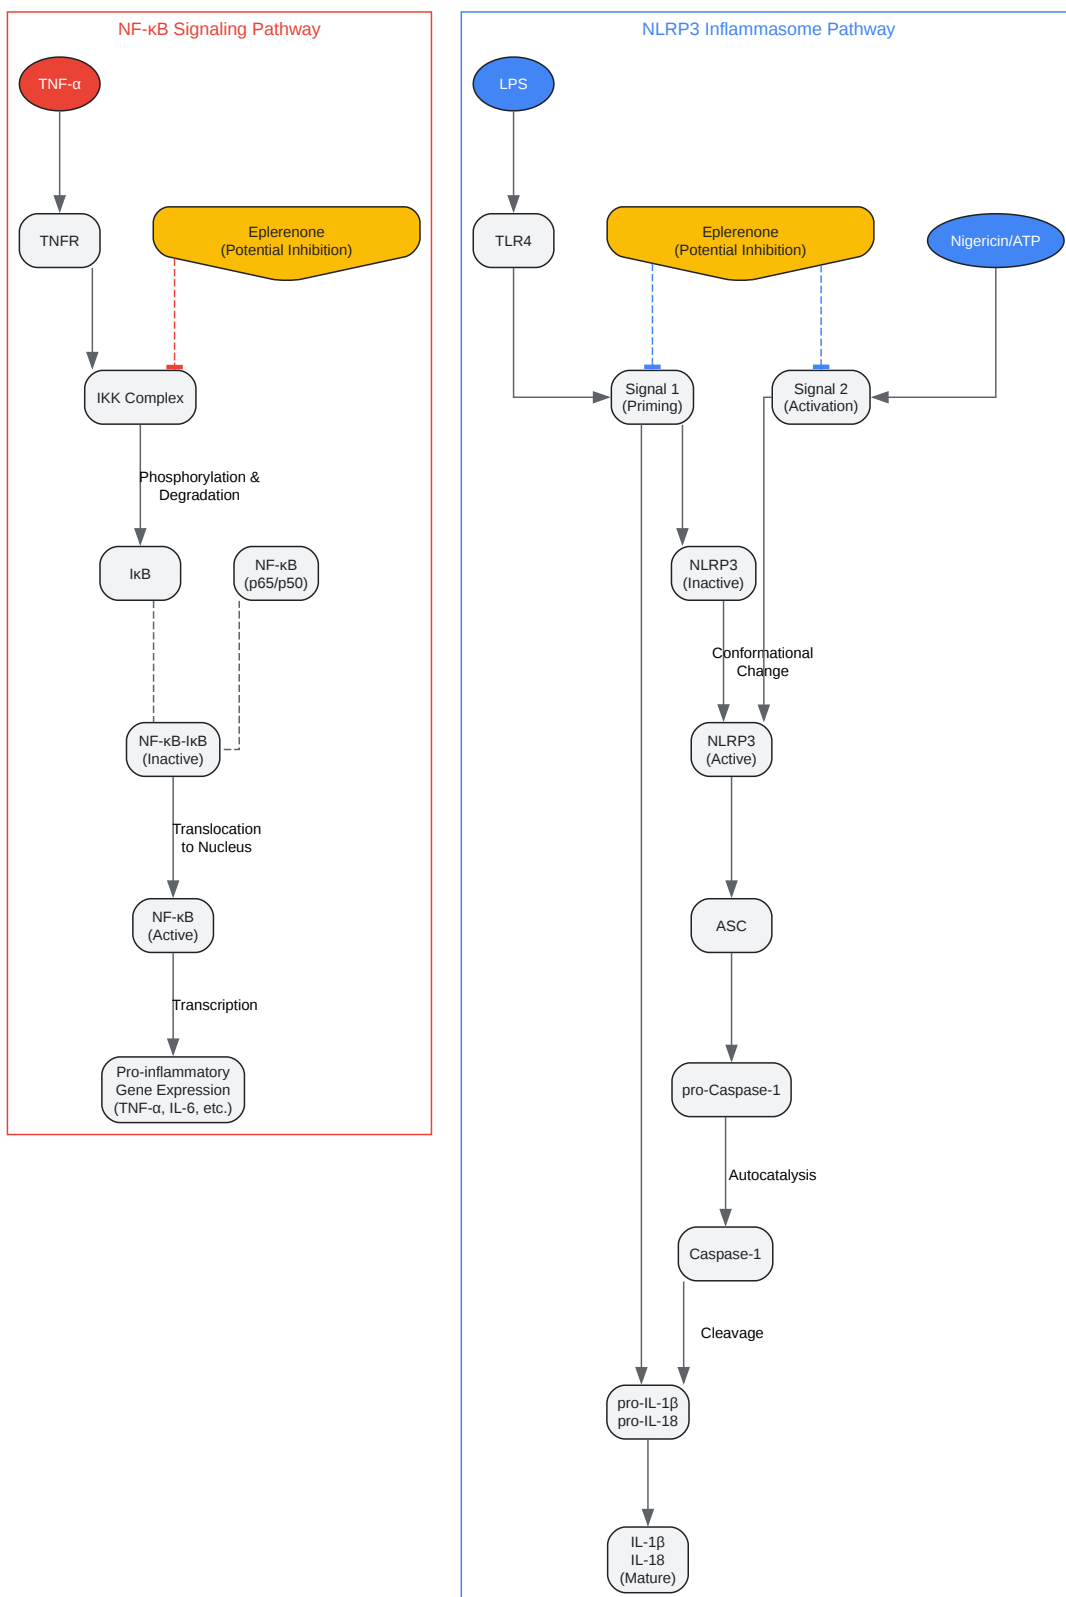 NF-κB Signaling Pathway
TNF-α
TNFR
Eplerenone
(Potential Inhibition)
IKK Complex
Phosphorylation &
Degradation
IκB
NF-κB
(p65/p50)
NF-κB-IκB
(Inactive)
Translocation
to Nucleus
NF-κB
(Active)
Transcription
Pro-inflammatory
Gene Expression
(TNF-α, IL-6, etc.)
NLRP3 Inflammasome Pathway
LPS
TLR4
Eplerenone
(Potential Inhibition)
Nigericin/ATP
Signal 1
(Priming)
Signal 2
(Activation)
NLRP3
(Inactive)
Conformational
Change
NLRP3
(Active)
ASC
pro-Caspase-1
Autocatalysis
Caspase-1
Cleavage
pro-IL-1β
pro-IL-18
IL-1β
IL-18
(Mature)